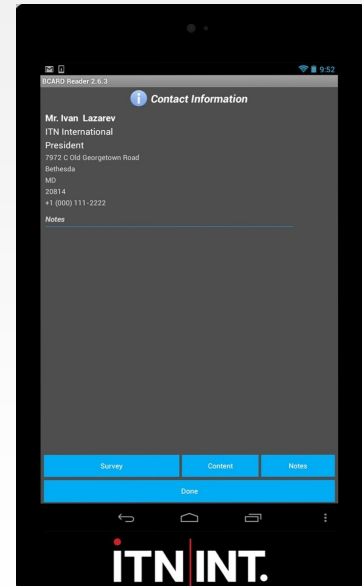 9:52
BCARD Reader 2.6.3
Contact Information
Mr. Ivan Lazarev
ITN International
President
7972 C Old Georgetown Road
Bethesda
MD
20814
+1 (000) 111-2222
Notes
Survey Content Notes
Done
iTN|INT.